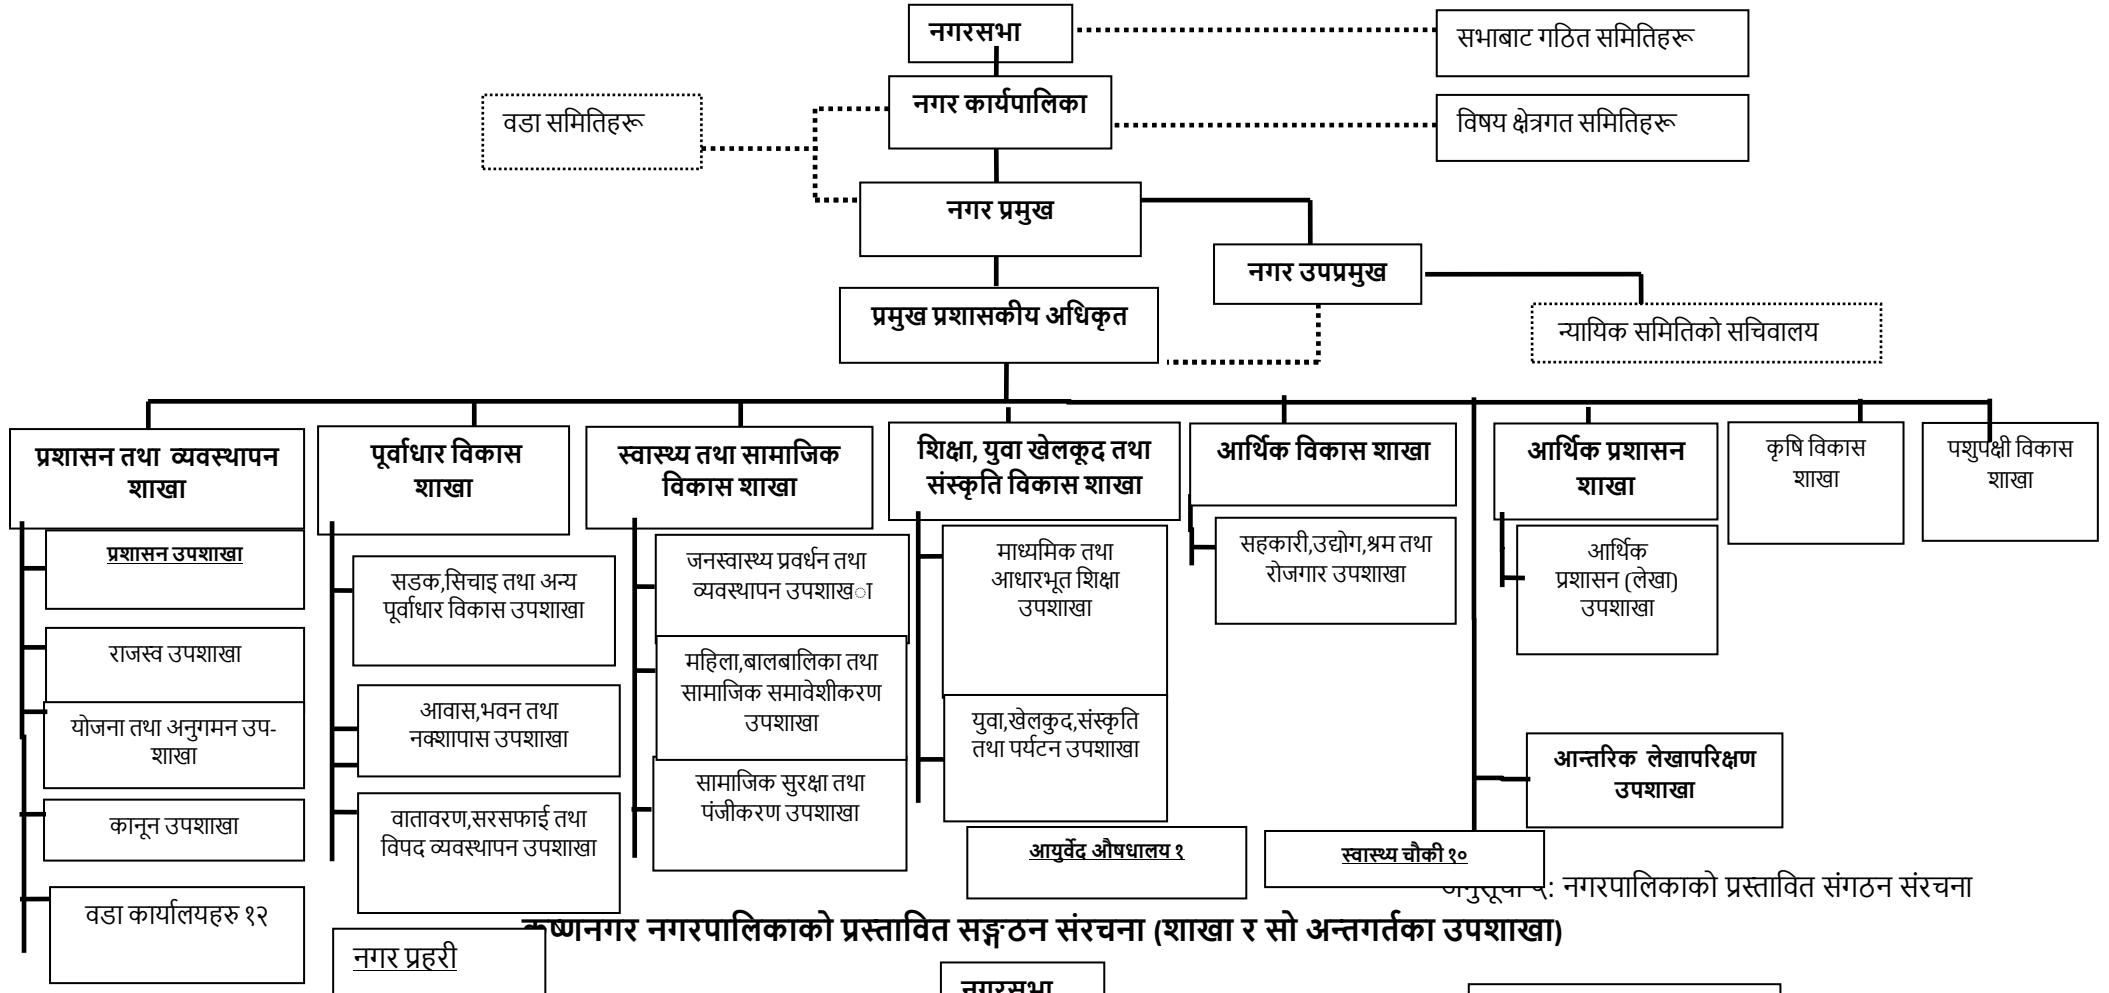 नगरसभा
सभाबाट गठित समितिहरू
नगर कार्यपालिका
वडा समितिहरू
विषय क्षेत्रगत समितिहरू
नगर प्रमुख
नगर उपप्रमुख
प्रमुख प्रशासकीय अधिकृत
न्यायिक समितिको सचिवालय
प्रशासन तथा व्यवस्थापन
शाखा
पूर्वाधार विकास
शाखा
स्वास्थ्य तथा सामाजिक
विकास शाखा
शिक्षा, युवा खेलकूद तथा
संस्कृति विकास शाखा
आर्थिक विकास शाखा
आर्थिक प्रशासन
शाखा
कृषि विकास
शाखा
पशुपक्षी विकास
शाखा
प्रशासन उपशाखा
राजस्व उपशाखा
योजना तथा अनुगमन उप-
शाखा
कानून उपशाखा
वडा कार्यालयहरु १२
सडक,सिचाइ तथा अन्य
पूर्वाधार विकास उपशाखा
आवास,भवन तथा
नक्शापास उपशाखा
वातावरण,सरसफाई तथा
विपद व्यवस्थापन उपशाखा
नगर प्रहरी
जनस्वास्थ्य प्रवर्धन तथा
व्यवस्थापन उपशाख◌ा
महिला,बालबालिका तथा
सामाजिक समावेशीकरण
उपशाखा
सामाजिक सुरक्षा तथा
पंजीकरण उपशाखा
माध्यमिक तथा
आधारभूत शिक्षा
उपशाखा
युवा,खेलकुद,संस्कृति
तथा पर्यटन उपशाखा
सहकारी,उद्योग,श्रम तथा
रोजगार उपशाखा
आर्थिक
प्रशासन (लेखा)
उपशाखा
आन्तरिक लेखापरिक्षण
उपशाखा
आयुर्वेद औषधालय १
स्वास्थ्य चौकी १०
नगरपालिकाको प्रस्तावित संगठन संरचना
कृष्णनगर नगरपालिकाको प्रस्तावित सङ्गठन संरचना (शाखा र सो अन्तगर्तका उपशाखा)
नगरसभा